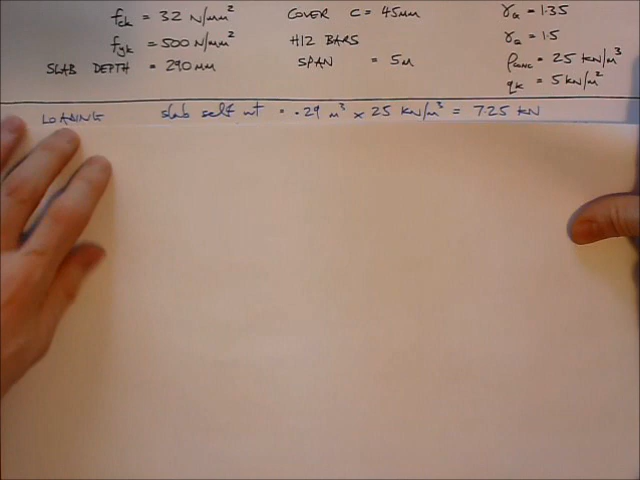 fck = 32 N/mm² COVER C = 45mm γG = 1.35
fyk = 500 N/mm² H12 BARS γQ = 1.5
SLAB DEPTH = 290mm SPAN = 5m ρconc = 25 kN/m³
qk = 5 kN/m²
LOADING slab self wt = .29 m³ x 25 kN/m³ = 7.25 kN